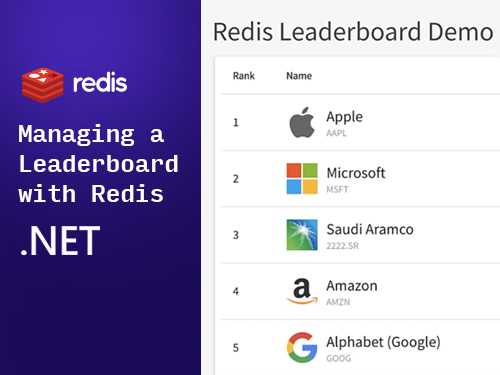 redis
Managing a
Leaderboard
with Redis
.NET
Redis Leaderboard Demo
Rank Name
1 Apple
AAPL
2 Microsoft
MSFT
3 Saudi Aramco
2222.SR
4 Amazon
AMZN
5 Alphabet (Google)
GOOG